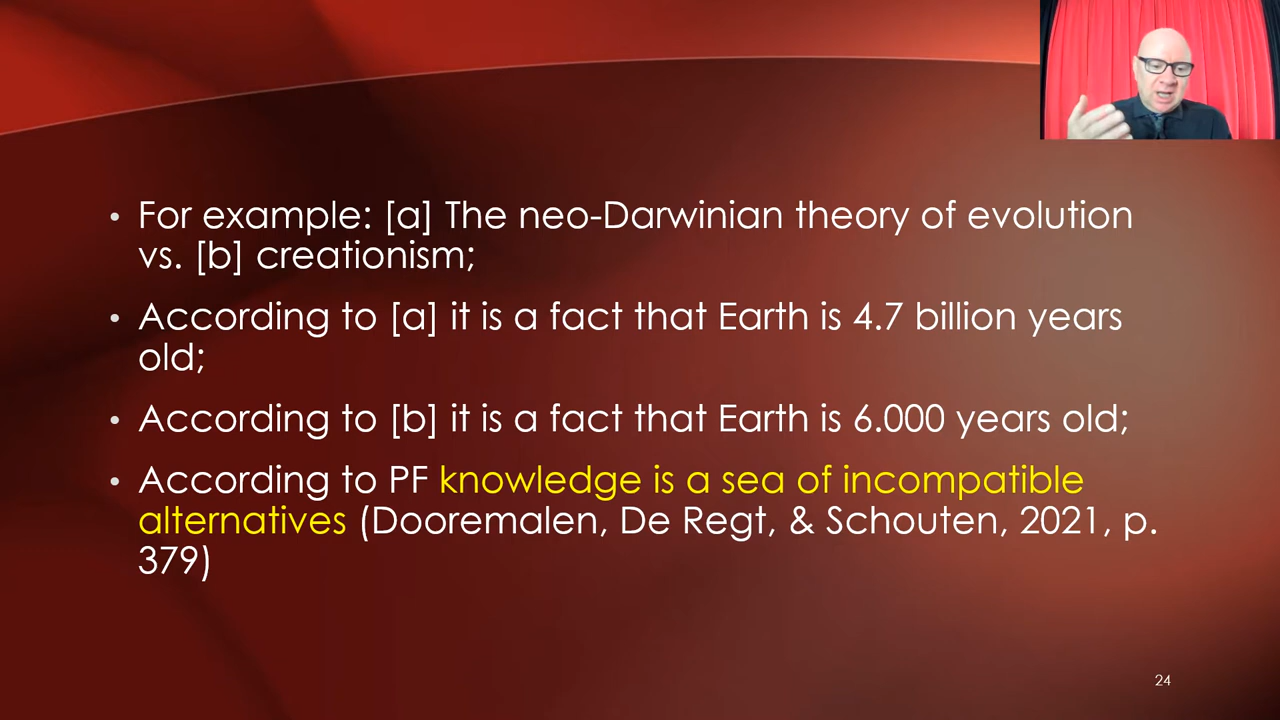 • For example: [a] The neo-Darwinian theory of evolution
vs. [b] creationism;
• According to [a] it is a fact that Earth is 4.7 billion years
old;
• According to [b] it is a fact that Earth is 6.000 years old;
• According to PF knowledge is a sea of incompatible
alternatives (Dooremalen, De Regt, & Schouten, 2021, p.
379)
24